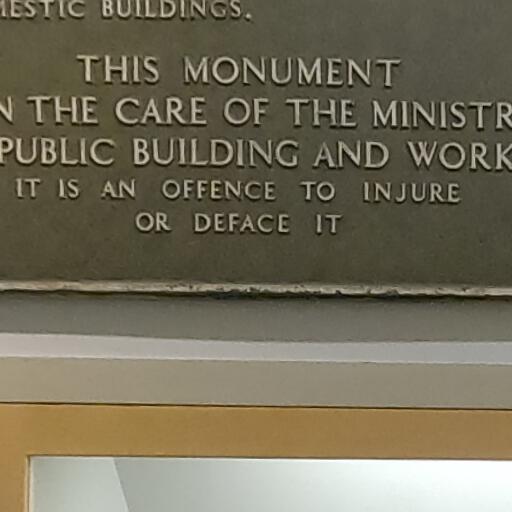 MESTIC BUILDINGS.
THIS MONUMENT
N THE CARE OF THE MINISTR
PUBLIC BUILDING AND WORK
IT IS AN OFFENCE TO INJURE
OR DEFACE IT